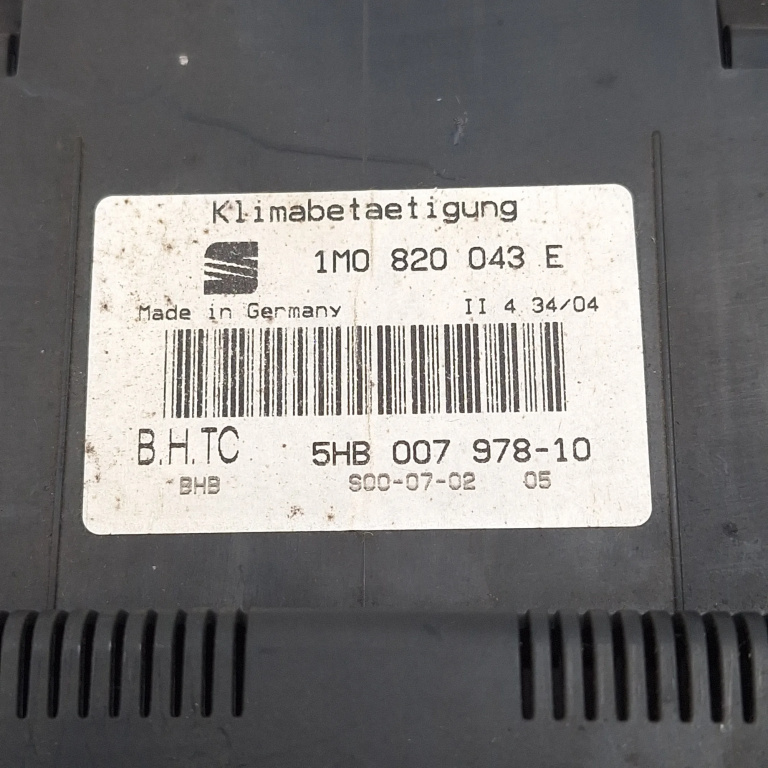 Klimabetaetigung
1M0 820 043 E
Made in Germany II 4 34/04
B.H.TC 5HB 007 978-10
BHB S00-07-02 05